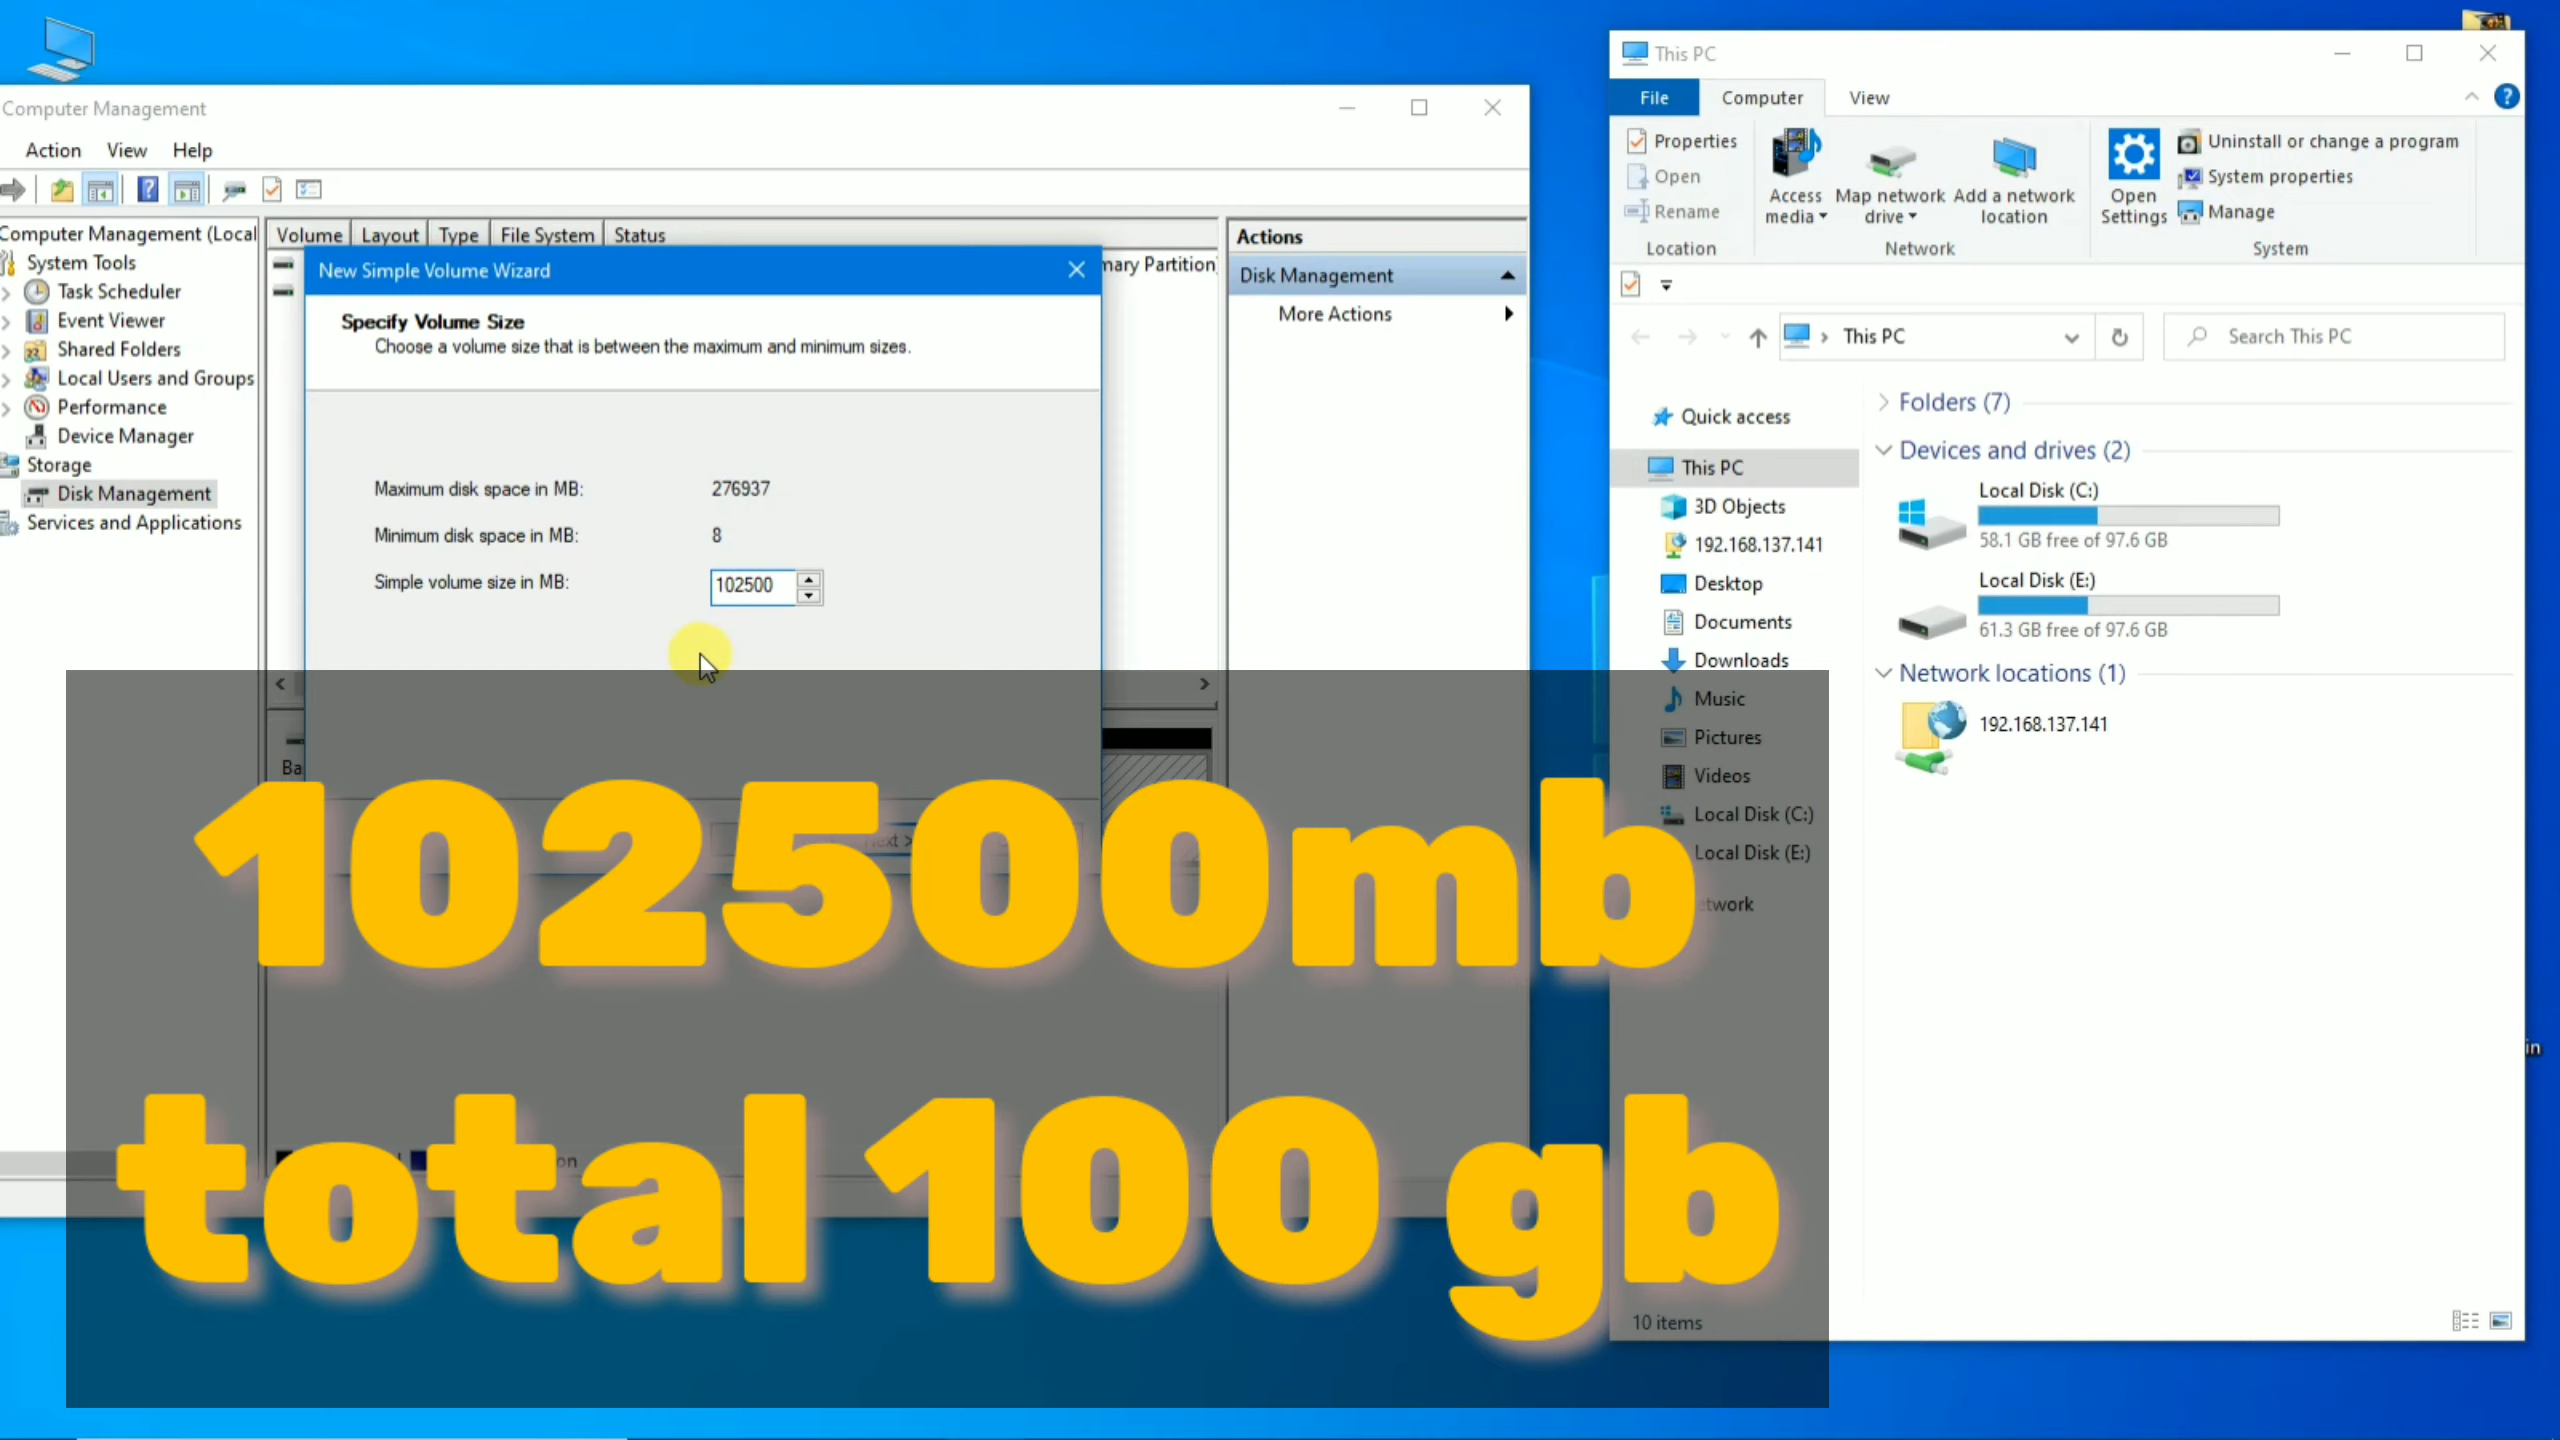 Computer Management
Action View Help
Computer Management (Local
System Tools
Task Scheduler
Event Viewer
Shared Folders
Local Users and Groups
Performance
Device Manager
Storage
Disk Management
Services and Applications
Volume Layout Type File System Status
mary Partition)
New Simple Volume Wizard
Specify Volume Size
Choose a volume size that is between the maximum and minimum sizes.
Maximum disk space in MB: 276937
Minimum disk space in MB: 8
Simple volume size in MB: 102500
Ba
Actions
Disk Management
More Actions
This PC
File Computer View
Properties
Open
Rename
Location
Access media
Map network drive
Add a network location
Network
Open Settings
Uninstall or change a program
System properties
Manage
System
This PC
Search This PC
Quick access
This PC
3D Objects
192.168.137.141
Desktop
Documents
Downloads
Music
Pictures
Videos
Local Disk (C:)
Local Disk (E:)
etwork
Folders (7)
Devices and drives (2)
Local Disk (C:)
58.1 GB free of 97.6 GB
Local Disk (E:)
61.3 GB free of 97.6 GB
Network locations (1)
192.168.137.141
10 items
in
102500mb
total 100 gb